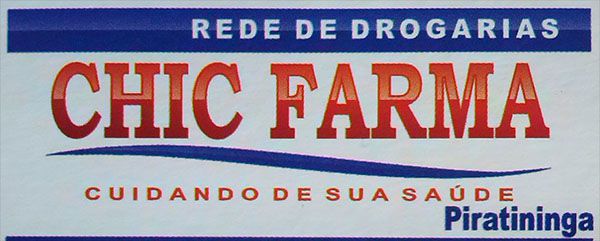 REDE DE DROGARIAS
CHIC FARMA
CUIDANDO DE SUA SAÚDE
Piratininga